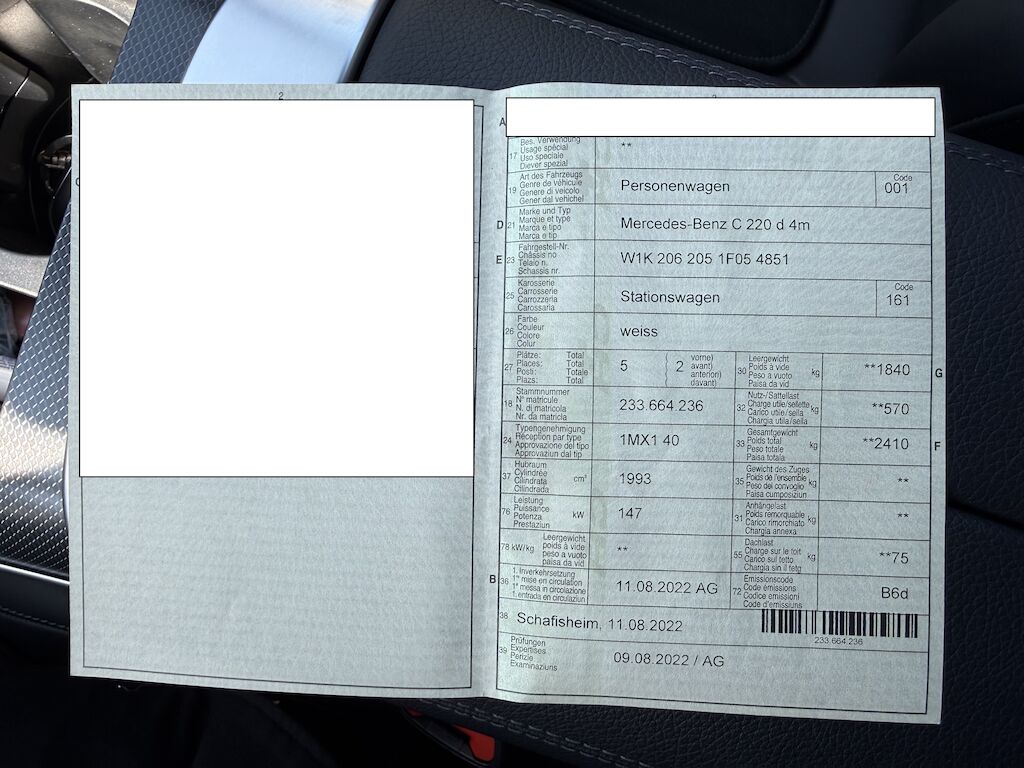 2
A
Bes. Verwendung
Usage spécial
17 Uso speciale
Diever spezial
**
19 Art des Fahrzeugs
Genre de véhicule
Genere di veicolo
Gener dal vehichel
Personenwagen
Code
001
D 21 Marke und Typ
Marque et type
Marca e tipo
Marca e tip
Mercedes-Benz C 220 d 4m
E 23 Fahrgestell-Nr.
Châssis no
Telaio n.
Schassis nr.
W1K 206 205 1F05 4851
25 Karosserie
Carrosserie
Carrozzeria
Carossaria
Stationswagen
Code
161
26 Farbe
Couleur
Colore
Colur
weiss
27 Plätze: Total
Places: Total
Posti: Totale
Plazs: Total
5
2
vorne)
avant)
anteriori)
davant)
30 Leergewicht
Poids à vide
Peso a vuoto
Paisa da vid
kg
**1840
G
18 Stammnummer
N° matricule
N. di matricola
Nr. da matricla
233.664.236
32 Nutz-/Sattellast
Charge utile/sellette
Carico utile/sella
Chargia utila/sella
kg
**570
24 Typengenehmigung
Réception par type
Approvazione del tipo
Approvaziun dal tip
1MX1 40
33 Gesamtgewicht
Poids total
Peso totale
Paisa totala
kg
**2410
F
37 Hubraum
Cylindrée
Cilindrata
Cilindrada
cm³
1993
35 Gewicht des Zuges
Poids de l'ensemble
Peso del convoglio
Paisa cumposiziun
kg
**
76 Leistung
Puissance
Potenza
Prestaziun
kW
147
31 Anhängelast
Poids remorquable
Carico rimorchiato
Chargia annexa
kg
**
78 kW/kg
Leergewicht
poids à vide
peso a vuoto
paisa da vid
**
55 Dachlast
Charge sur le toit
Carico sul tetto
Chargia sin il tetg
kg
**75
B 36 1. Inverkehrsetzung
1re mise en circulation
1a messa in circolazione
1. entrada en circulaziun
11.08.2022 AG
72 Emissionscode
Code émissions
Codice emissioni
Code d'emissiuns
B6d
38 Schafisheim, 11.08.2022
233.664.236
39 Prüfungen
Expertises
Perizie
Examinaziuns
09.08.2022 / AG